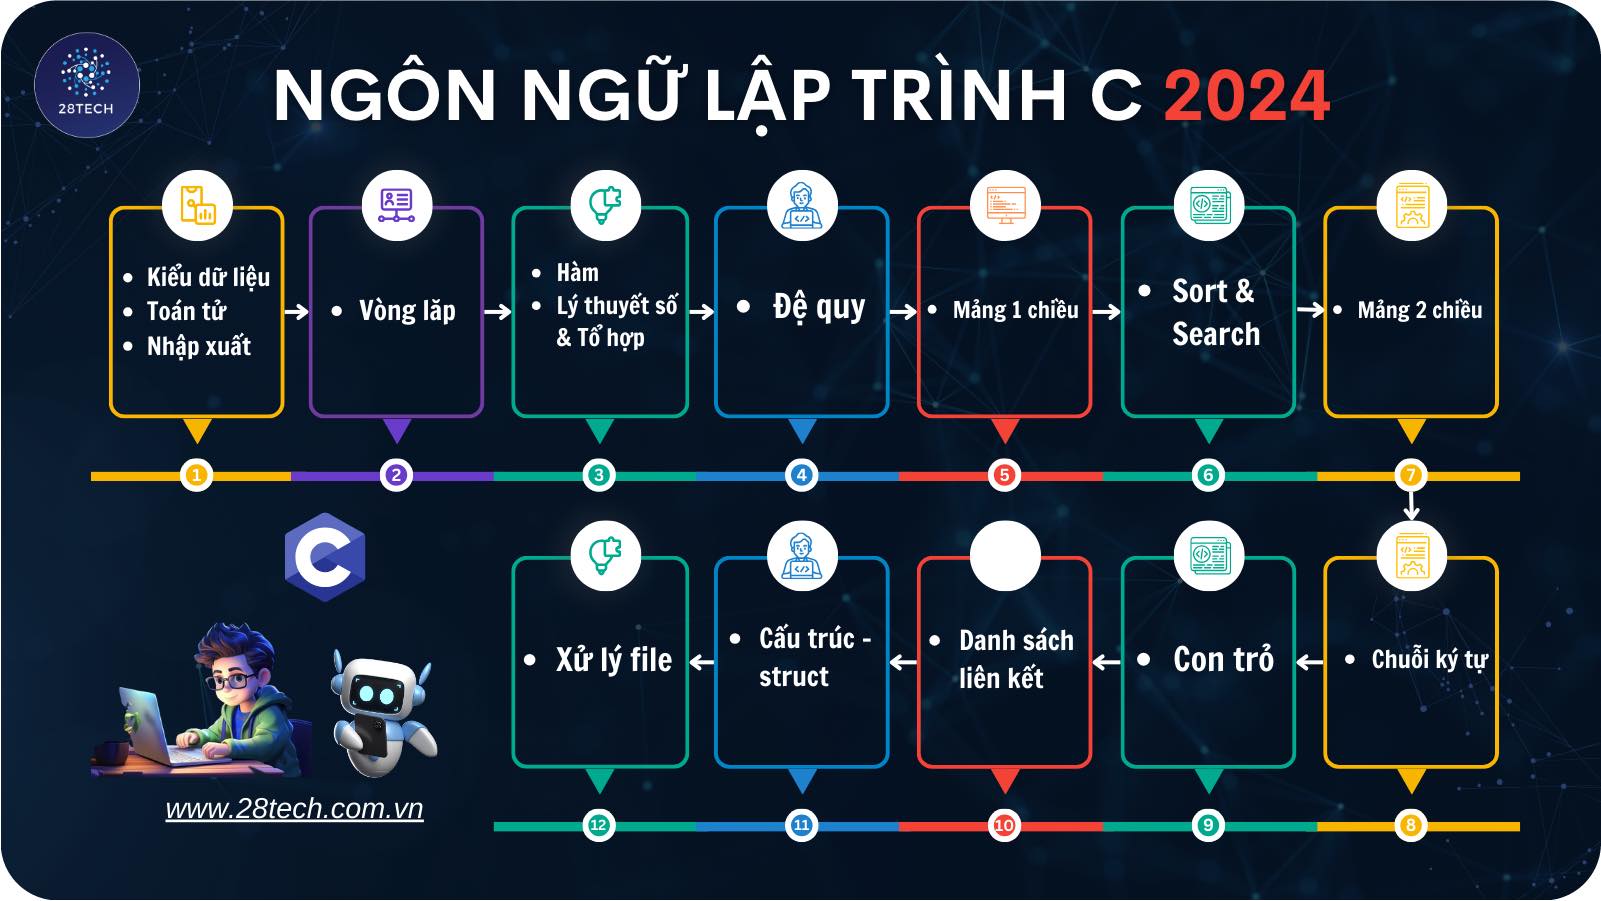 28TECH
NGÔN NGỮ LẬP TRÌNH C 2024
Kiểu dữ liệu
Toán tử
Nhập xuất
Vòng lăp
Hàm
Lý thuyết số
& Tổ hợp
Đệ quy
Mảng 1 chiều
Sort &
Search
Mảng 2 chiều
1
2
3
4
5
6
7
C
Chuỗi ký tự
Con trỏ
Danh sách
liên kết
Cấu trúc -
struct
Xử lý file
www.28tech.com.vn
8
9
10
11
12